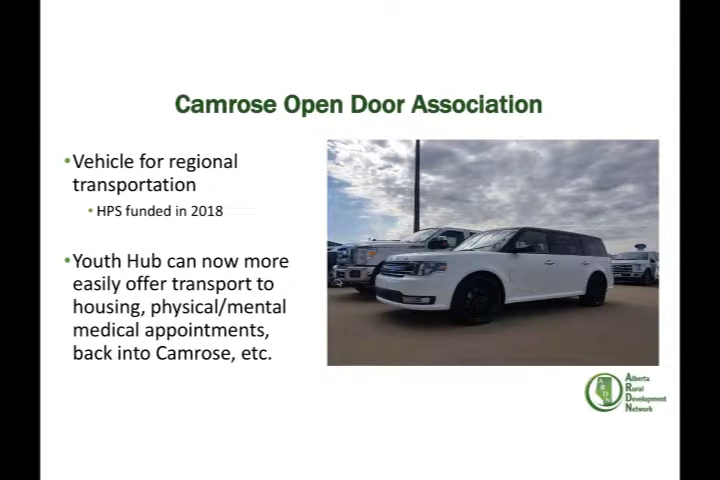 Camrose Open Door Association
•Vehicle for regional
transportation
• HPS funded in 2018
•Youth Hub can now more
easily offer transport to
housing, physical/mental
medical appointments,
back into Camrose, etc.
Alberta
Rural
Development
Network